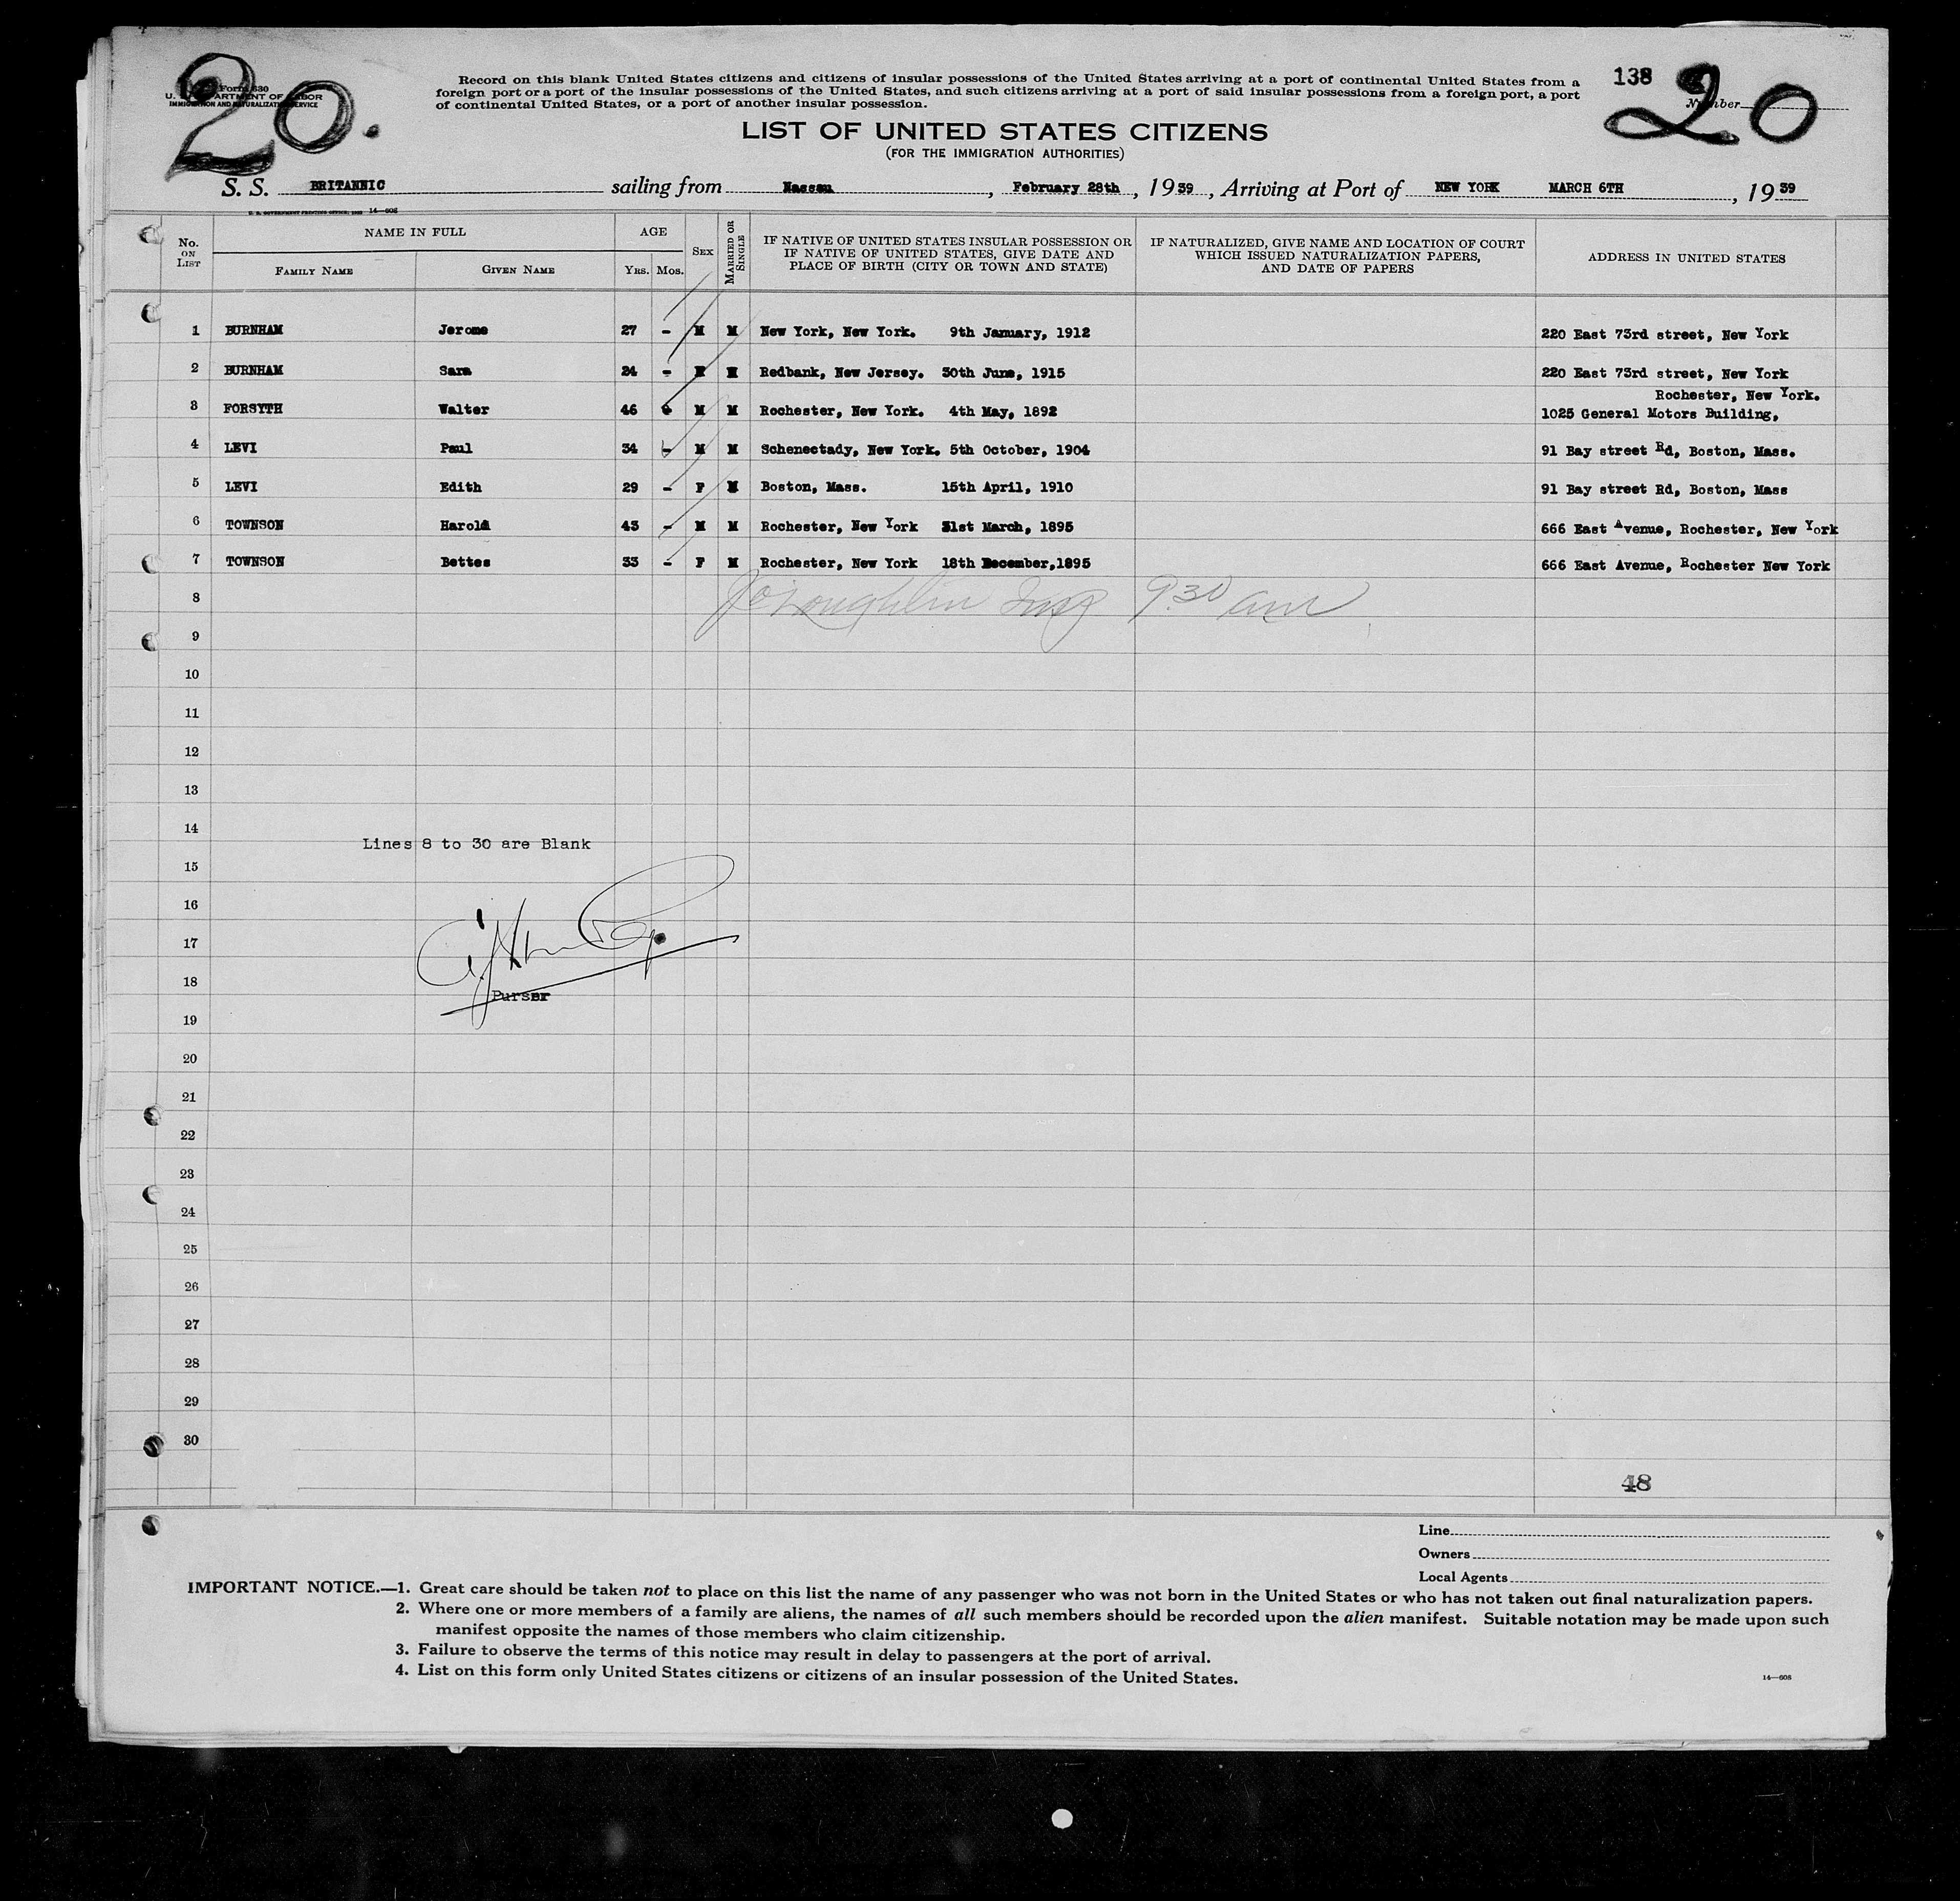 20.
Form 630
U. S. DEPARTMENT OF LABOR
IMMIGRATION AND NATURALIZATION SERVICE
Record on this blank United States citizens and citizens of insular possessions of the United States arriving at a port of continental United States from a
foreign port or a port of the insular possessions of the United States, and such citizens arriving at a port of said insular possessions from a foreign port, a port
of continental United States, or a port of another insular possession.
138
Number
20
LIST OF UNITED STATES CITIZENS
(FOR THE IMMIGRATION AUTHORITIES)
S. S. BRITANNIC sailing from Nassau, February 28th, 1939, Arriving at Port of NEW YORK MARCH 6TH, 1939
U. S. GOVERNMENT PRINTING OFFICE 14—608
No. ON LIST
NAME IN FULL
FAMILY NAME
GIVEN NAME
AGE
YRS. MOS.
SEX
MARRIED OR SINGLE
IF NATIVE OF UNITED STATES INSULAR POSSESSION OR
IF NATIVE OF UNITED STATES, GIVE DATE AND
PLACE OF BIRTH (CITY OR TOWN AND STATE)
IF NATURALIZED, GIVE NAME AND LOCATION OF COURT
WHICH ISSUED NATURALIZATION PAPERS,
AND DATE OF PAPERS
ADDRESS IN UNITED STATES
1 BURNHAM Jerome 27 - M M New York, New York. 9th January, 1912 220 East 73rd street, New York
2 BURNHAM Sara 24 - F M Redbank, New Jersey. 30th June, 1915 220 East 73rd street, New York
Rochester, New York.
3 FORSYTH Walter 46 M M Rochester, New York. 4th May, 1892 1025 General Motors Building,
4 LEVI Paul 34 - M M Schenectady, New York. 5th October, 1904 91 Bay street Rd, Boston, Mass.
5 LEVI Edith 29 - F M Boston, Mass. 15th April, 1910 91 Bay street Rd, Boston, Mass
6 TOWNSON Harold 43 - M M Rochester, New York 31st March, 1895 666 East Avenue, Rochester, New York
7 TOWNSON Bettes 33 - F M Rochester, New York 18th December,1895 666 East Avenue, Rochester New York
8 JO'Loughlin Insp 9.30 am
9
10
11
12
13
14
Lines 8 to 30 are Blank
15
16
17
18
Purser
19
20
21
22
23
24
25
26
27
28
29
30
48
Line
Owners
Local Agents
IMPORTANT NOTICE.—1. Great care should be taken not to place on this list the name of any passenger who was not born in the United States or who has not taken out final naturalization papers.
2. Where one or more members of a family are aliens, the names of all such members should be recorded upon the alien manifest. Suitable notation may be made upon such
manifest opposite the names of those members who claim citizenship.
3. Failure to observe the terms of this notice may result in delay to passengers at the port of arrival.
4. List on this form only United States citizens or citizens of an insular possession of the United States.
14—608